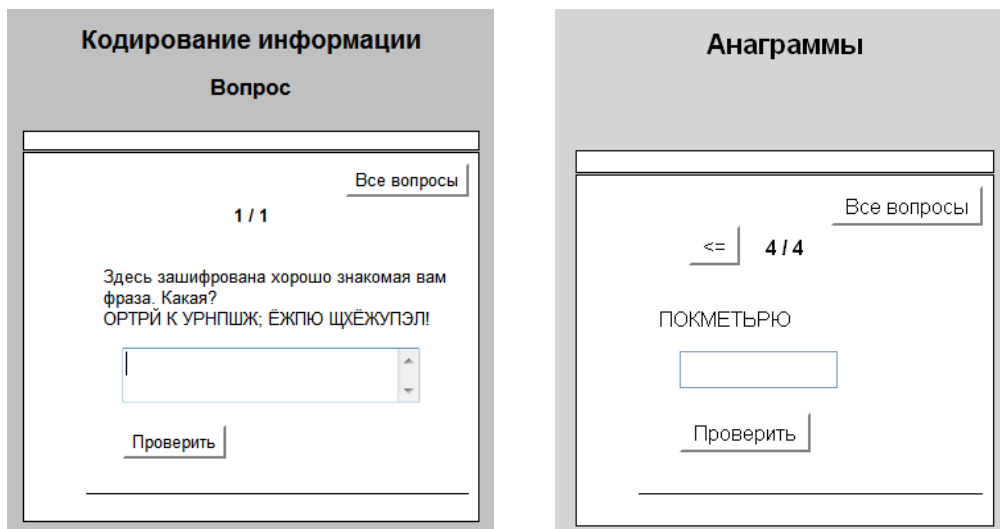 Кодирование информации
Вопрос
Все вопросы
1 / 1
Здесь зашифрована хорошо знакомая вам
фраза. Какая?
ОРТРЙ К УРНПШЖ; ЁЖПЮ ЩХЁЖУПЭЛ!
Проверить
Анаграммы
Все вопросы
<= 4 / 4
ПОКМЕТЬРЮ
Проверить